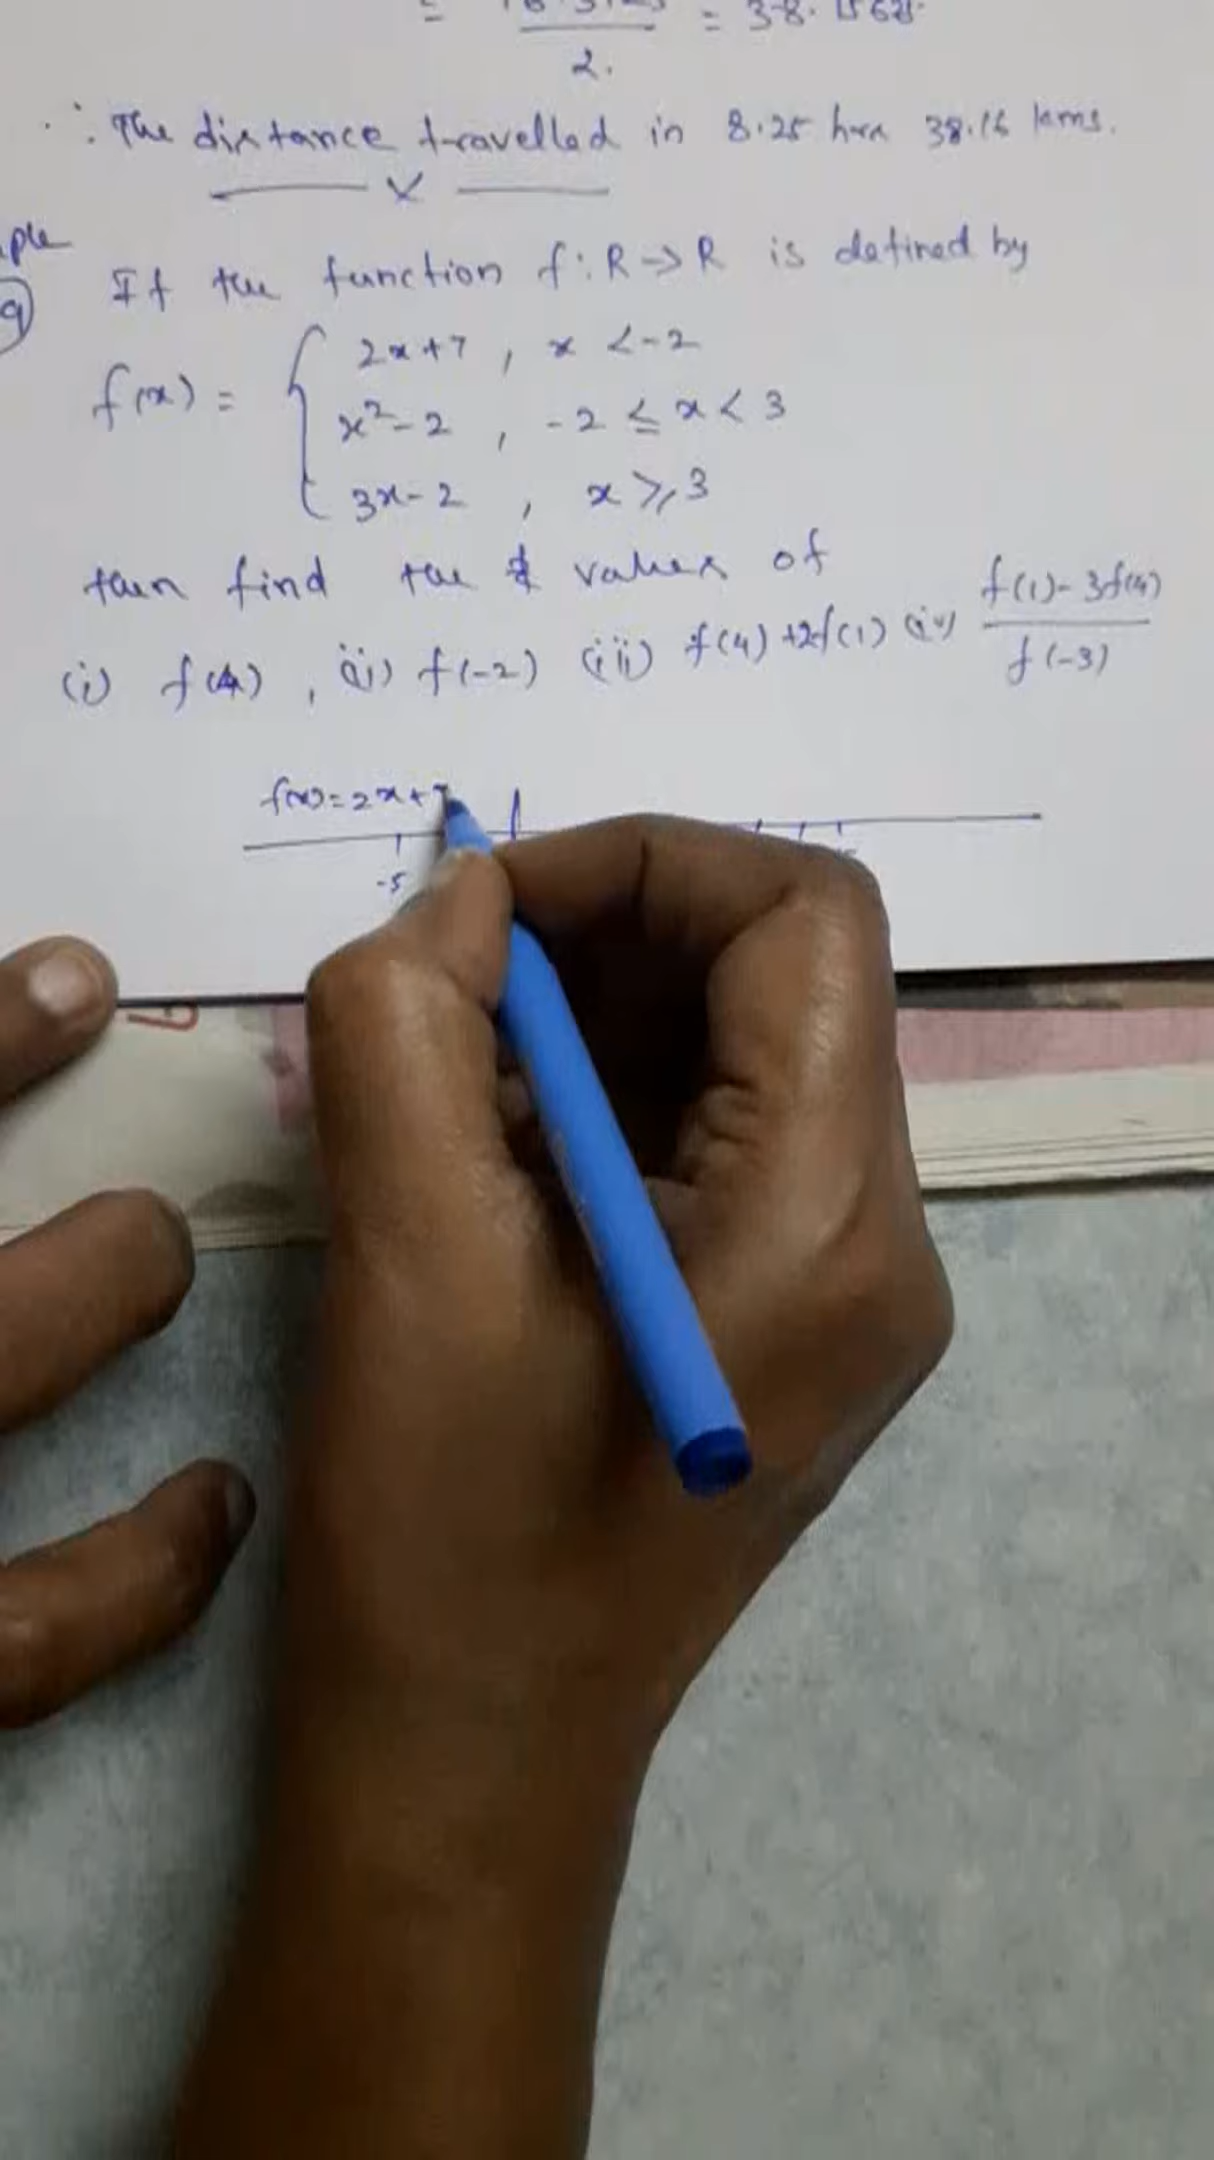 = 2. = 38.15625.
∴ The distance travelled in 8.25 hrs 38.16 kms.
x
ple If the function f: R → R is defined by
9
f(x) = { 2x+7 , x < -2
x² - 2 , -2 ≤ x < 3
3x - 2 , x ≥ 3
then find the values of
(i) f(4) , (ii) f(-2) (iii) f(4) + 2f(1) (iv) f(1) - 3f(4) / f(-3)
f(x) = 2x +
-5